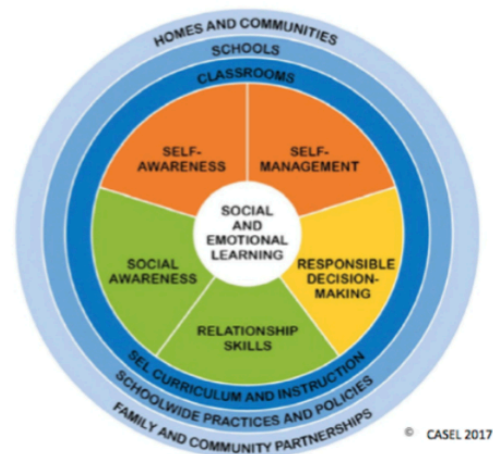 HOMES AND COMMUNITIES
SCHOOLS
CLASSROOMS
SELF-
AWARENESS
SELF-
MANAGEMENT
SOCIAL
AND
EMOTIONAL
LEARNING
SOCIAL
AWARENESS
RESPONSIBLE
DECISION-
MAKING
RELATIONSHIP
SKILLS
SEL CURRICULUM AND INSTRUCTION
SCHOOLWIDE PRACTICES AND POLICIES
FAMILY AND COMMUNITY PARTNERSHIPS
© CASEL 2017